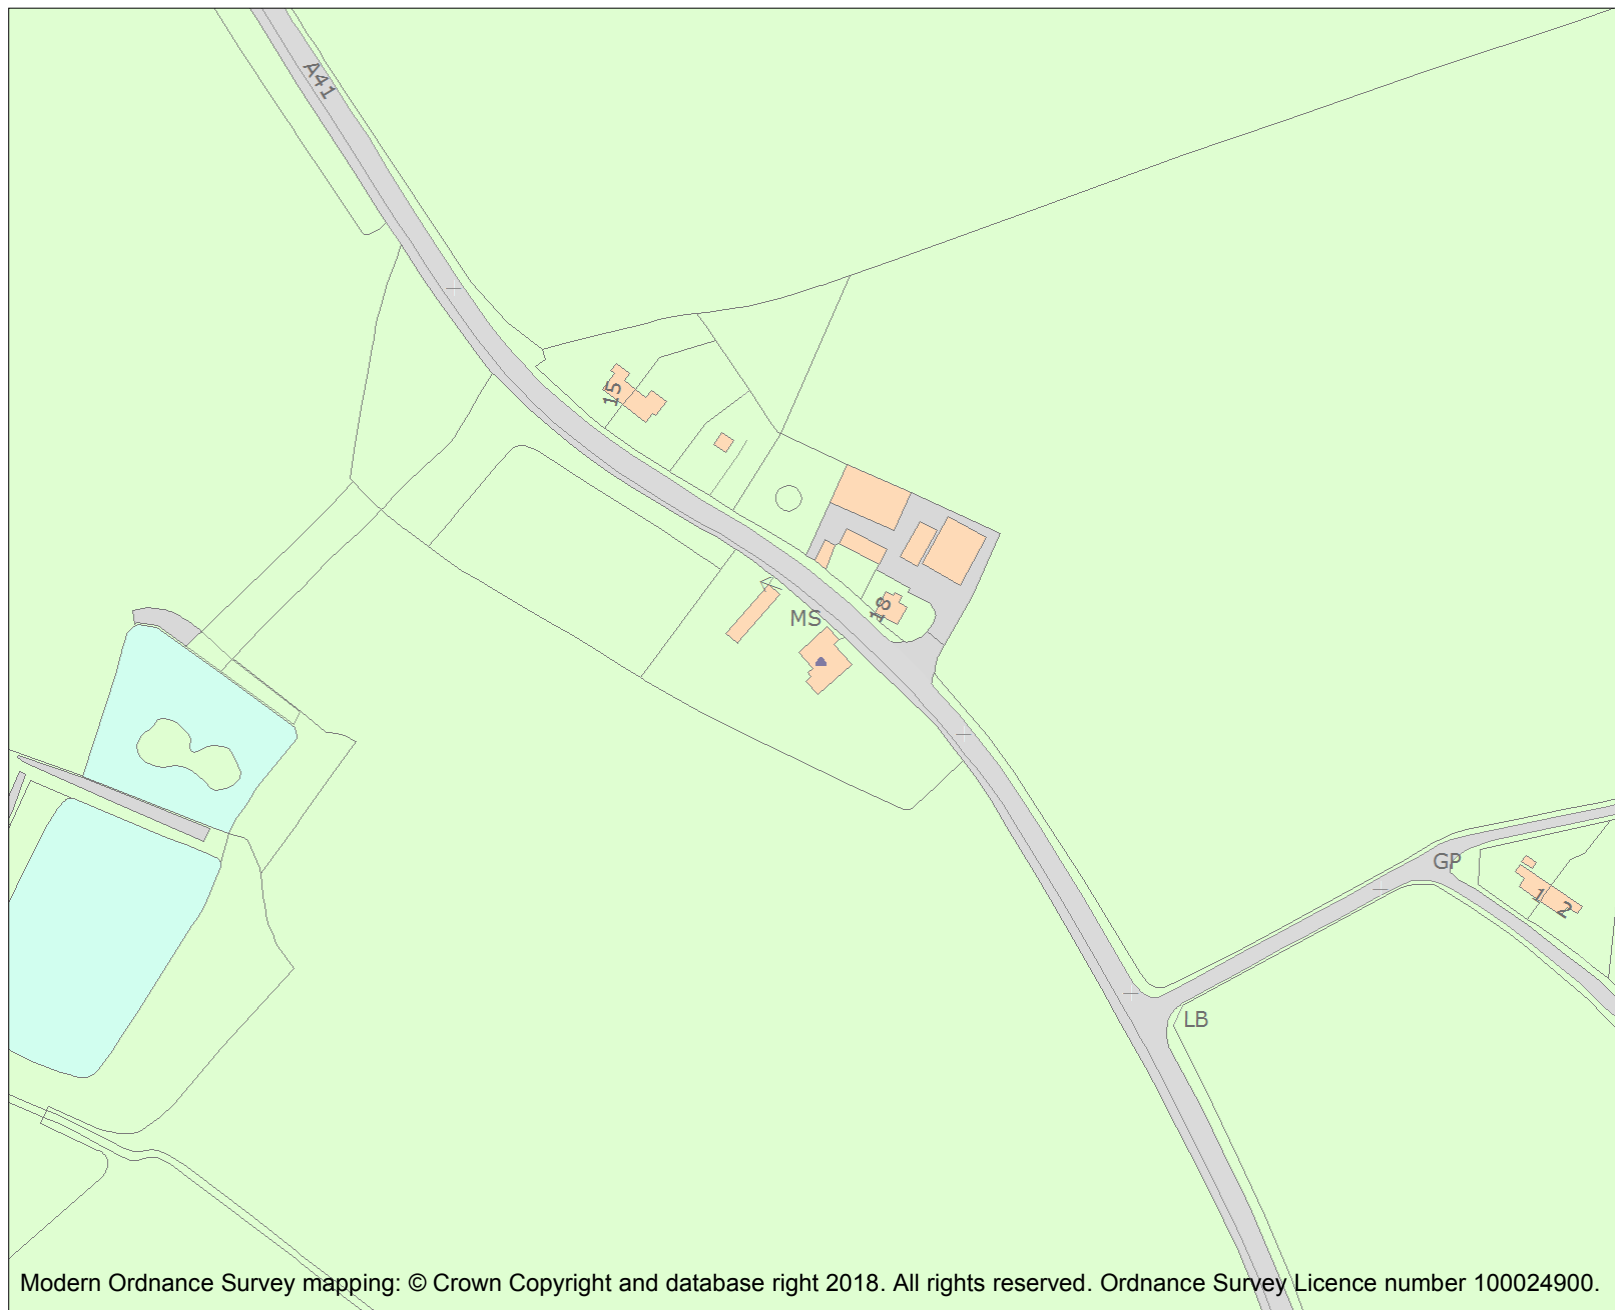 A41
15
18
MS
GP
1
2
LB
Modern Ordnance Survey mapping: © Crown Copyright and database right 2018. All rights reserved. Ordnance Survey Licence number 100024900.